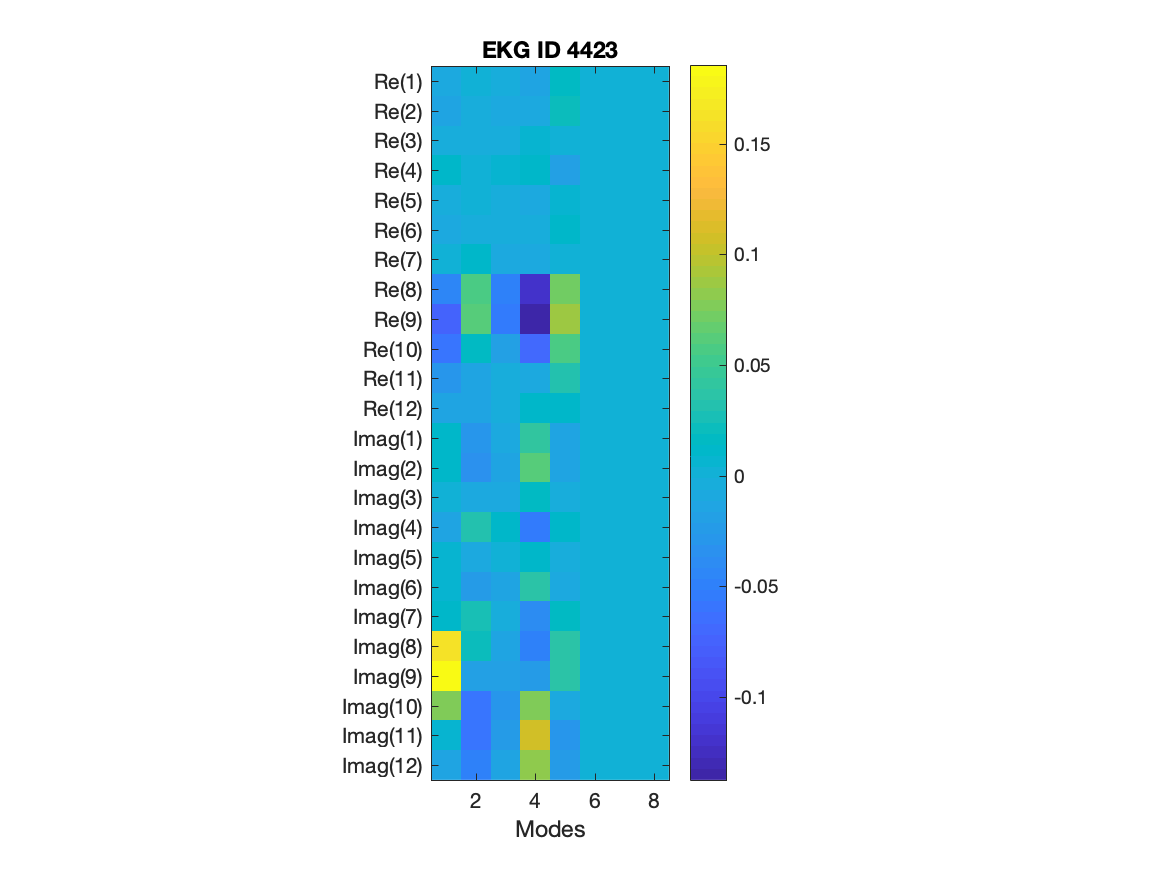 EKG ID 4423
Re(1)
Re(2)
Re(3)
Re(4)
Re(5)
Re(6)
Re(7)
Re(8)
Re(9)
Re(10)
Re(11)
Re(12)
Imag(1)
Imag(2)
Imag(3)
Imag(4)
Imag(5)
Imag(6)
Imag(7)
Imag(8)
Imag(9)
Imag(10)
Imag(11)
Imag(12)
2 4 6 8
Modes
0.15
0.1
0.05
0
-0.05
-0.1